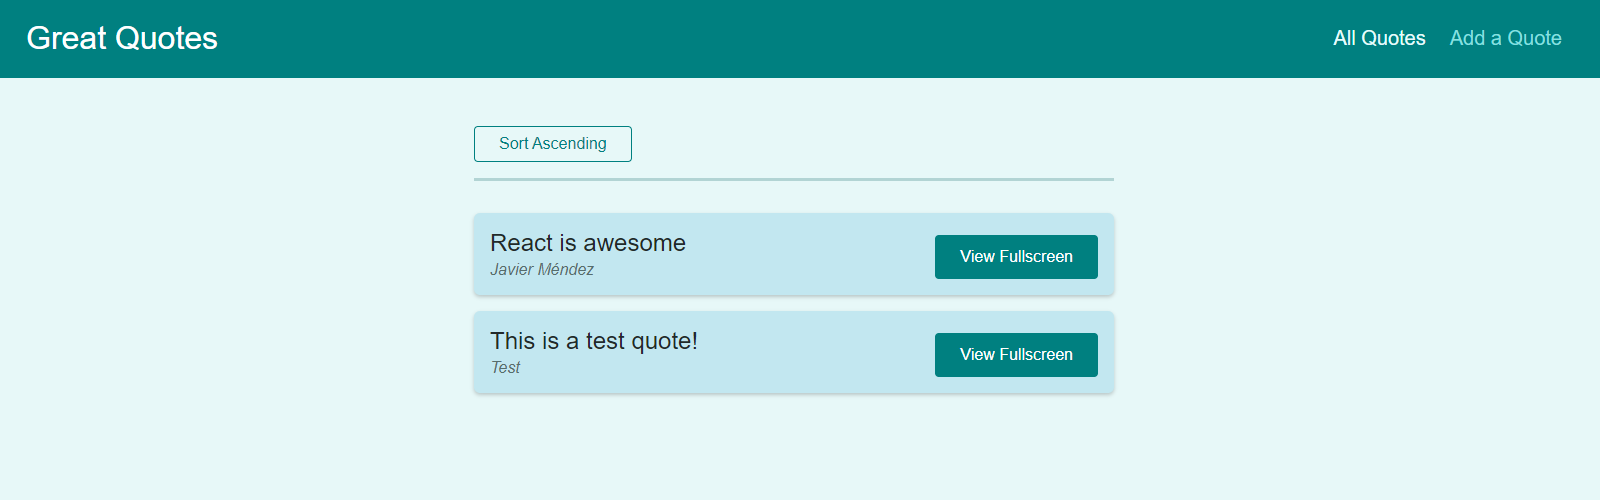 Great Quotes
All Quotes
Add a Quote
Sort Ascending
React is awesome
Javier Méndez
View Fullscreen
This is a test quote!
Test
View Fullscreen